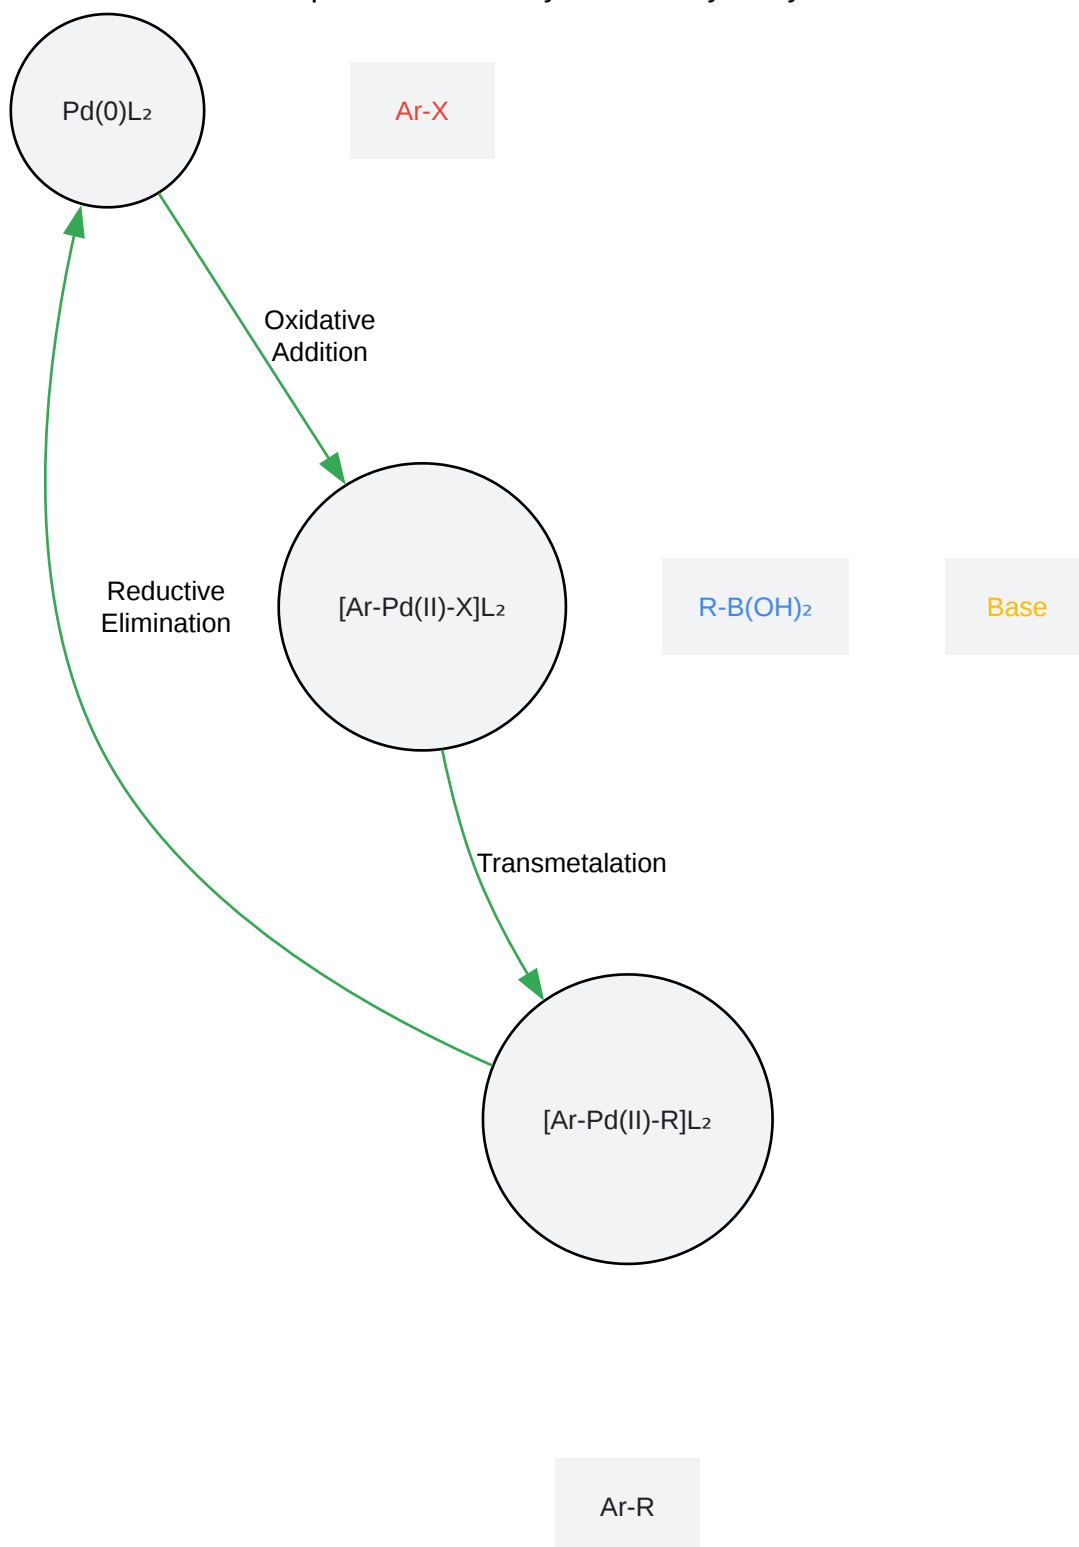 Pd(0)L₂
Ar-X
Oxidative
Addition
Reductive
Elimination
[Ar-Pd(II)-X]L₂
R-B(OH)₂
Base
Transmetalation
[Ar-Pd(II)-R]L₂
Ar-R